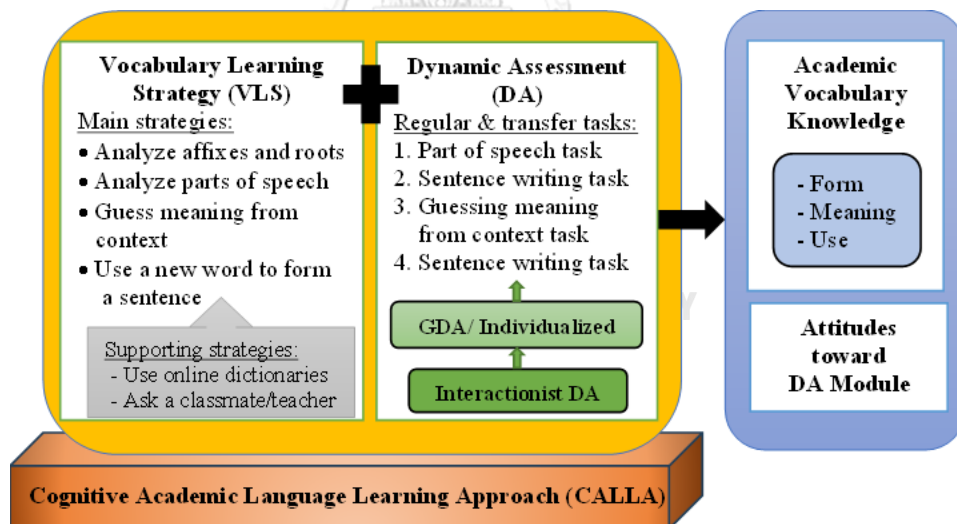 Vocabulary Learning
Strategy (VLS)
Main strategies:
• Analyze affixes and roots
• Analyze parts of speech
• Guess meaning from
context
• Use a new word to form
a sentence
Supporting strategies:
- Use online dictionaries
- Ask a classmate/teacher
Dynamic Assessment
(DA)
Regular & transfer tasks:
1. Part of speech task
2. Sentence writing task
3. Guessing meaning
from context task
4. Sentence writing task
GDA/ Individualized
Interactionist DA
Academic
Vocabulary
Knowledge
- Form
- Meaning
- Use
Attitudes
toward
DA Module
Cognitive Academic Language Learning Approach (CALLA)